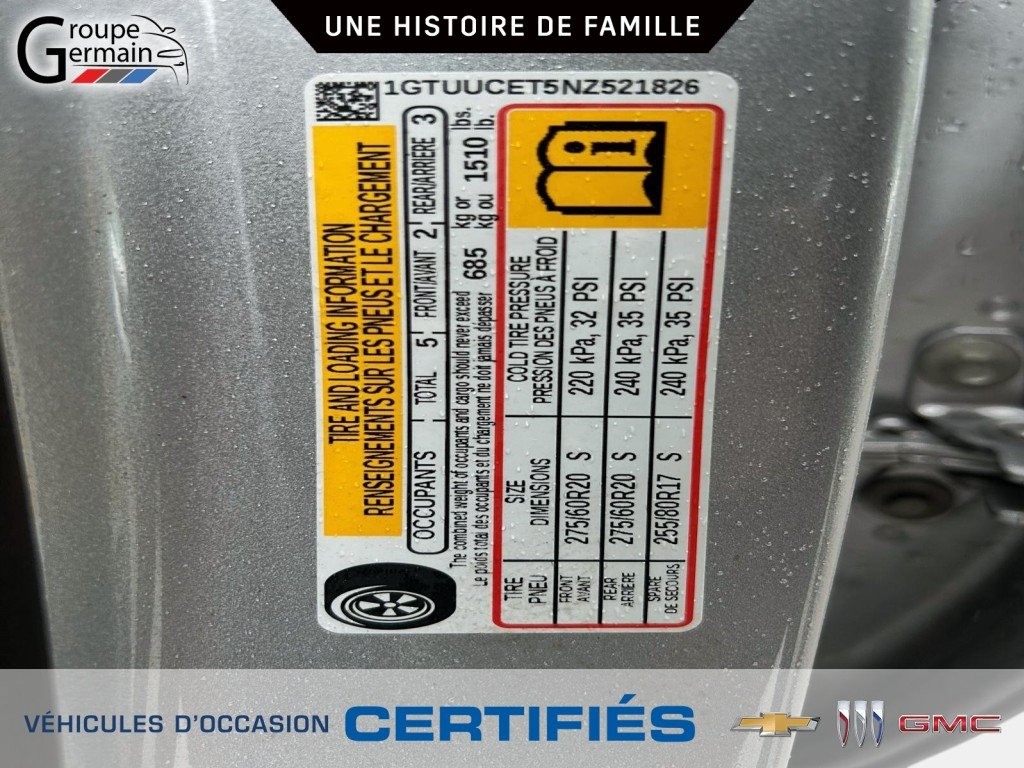 Groupe
Germain
UNE HISTOIRE DE FAMILLE
1GTUUCET5NZ521826
TIRE AND LOADING INFORMATION
RENSEIGNEMENTS SUR LES PNEUS ET LE CHARGEMENT
OCCUPANTS TOTAL 5 FRONT/AVANT 2 REAR/ARRIÈRE 3
The combined weight of occupants and cargo should never exceed 685 kg or 1510 lbs.
Le poids total des occupants et du chargement ne doit jamais dépasser 685 kg ou 1510 lb.
TIRE SIZE COLD TIRE PRESSURE
PNEU DIMENSIONS PRESSION DES PNEUS À FROID
FRONT
AVANT 275/60R20 S 220 kPa, 32 PSI
REAR
ARRIERE 275/60R20 S 240 kPa, 35 PSI
SPARE
DE SECOURS 255/80R17 S 240 kPa, 35 PSI
VÉHICULES D'OCCASION CERTIFIÉS GMC